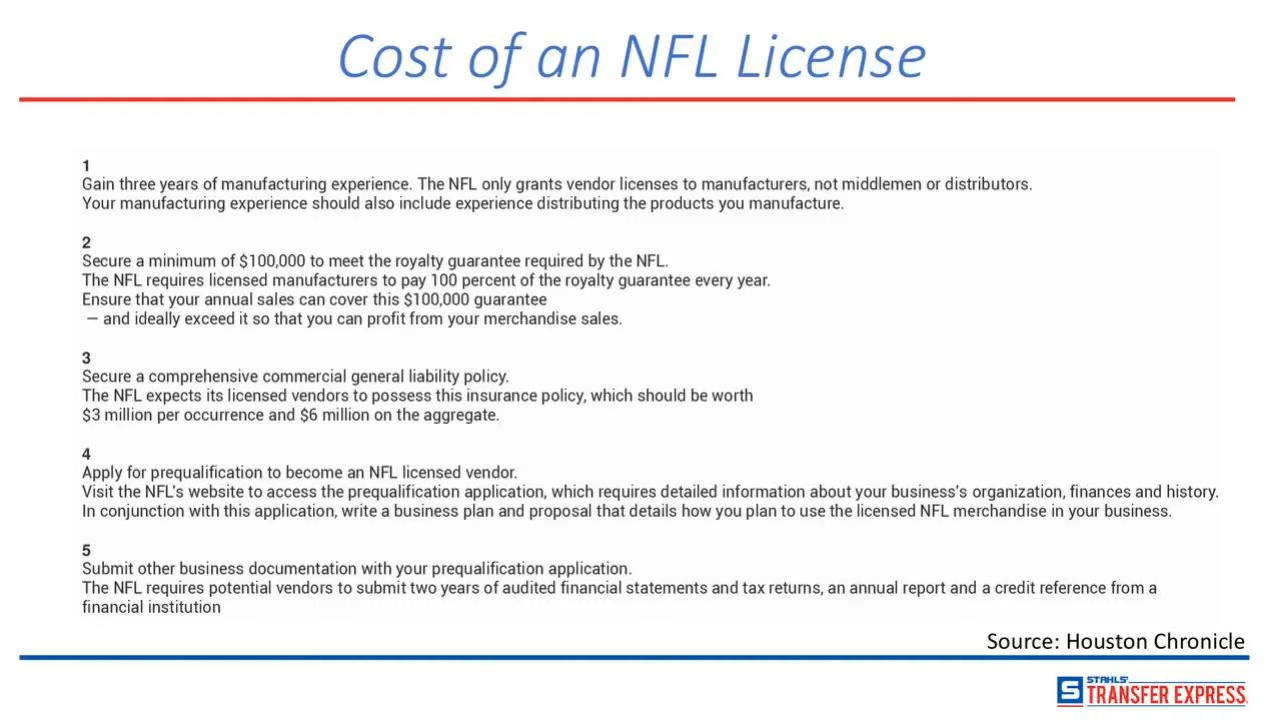 Cost of an NFL License
1
Gain three years of manufacturing experience. The NFL only grants vendor licenses to manufacturers, not middlemen or distributors.
Your manufacturing experience should also include experience distributing the products you manufacture.
2
Secure a minimum of $100,000 to meet the royalty guarantee required by the NFL.
The NFL requires licensed manufacturers to pay 100 percent of the royalty guarantee every year.
Ensure that your annual sales can cover this $100,000 guarantee
— and ideally exceed it so that you can profit from your merchandise sales.
3
Secure a comprehensive commercial general liability policy.
The NFL expects its licensed vendors to possess this insurance policy, which should be worth
$3 million per occurrence and $6 million on the aggregate.
4
Apply for prequalification to become an NFL licensed vendor.
Visit the NFL's website to access the prequalification application, which requires detailed information about your business's organization, finances and history.
In conjunction with this application, write a business plan and proposal that details how you plan to use the licensed NFL merchandise in your business.
5
Submit other business documentation with your prequalification application.
The NFL requires potential vendors to submit two years of audited financial statements and tax returns, an annual report and a credit reference from a
financial institution
Source: Houston Chronicle
S STAHLS'
TRANSFER EXPRESS.